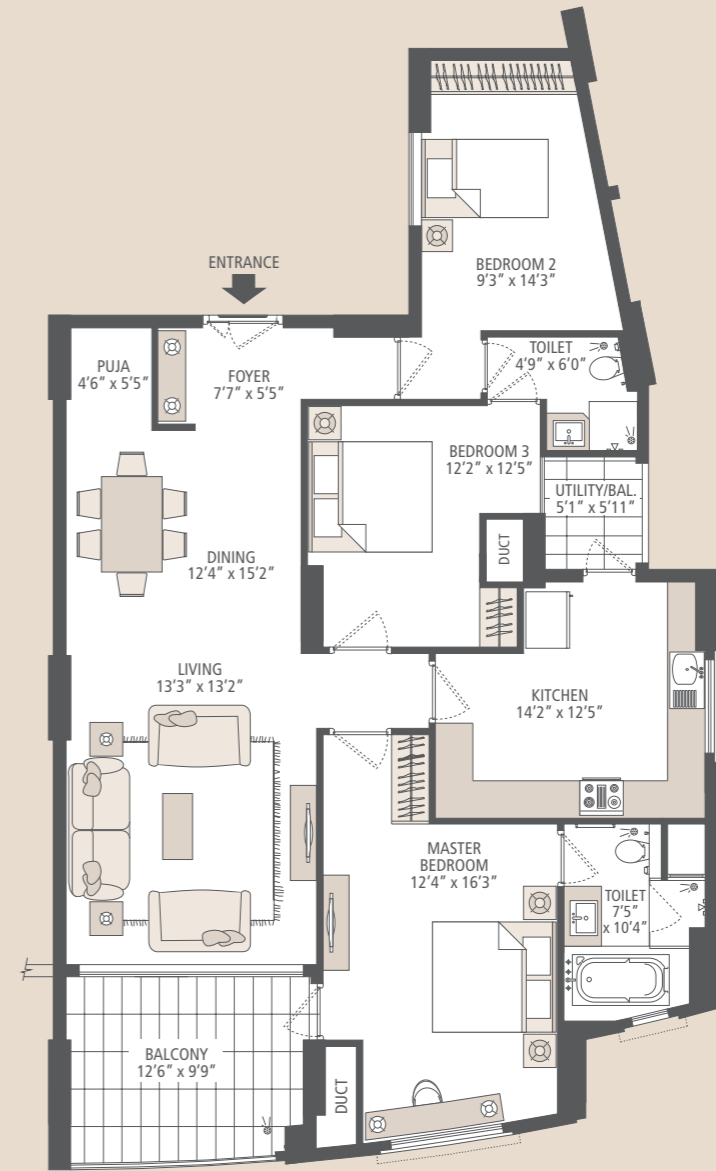 ENTRANCE
BEDROOM 2
9'3” x 14'3”
PUJA
4'6” x 5'5”
FOYER
7'7” x 5'5”
TOILET
4'9” x 6'0”
BEDROOM 3
12'2” x 12'5”
UTILITY/BAL.
5'1” x 5'11”
DUCT
DINING
12'4” x 15'2”
LIVING
13'3” x 13'2”
KITCHEN
14'2” x 12'5”
MASTER
BEDROOM
12'4” x 16'3”
TOILET
7'5”
x 10'4”
BALCONY
12'6” x 9'9”
DUCT